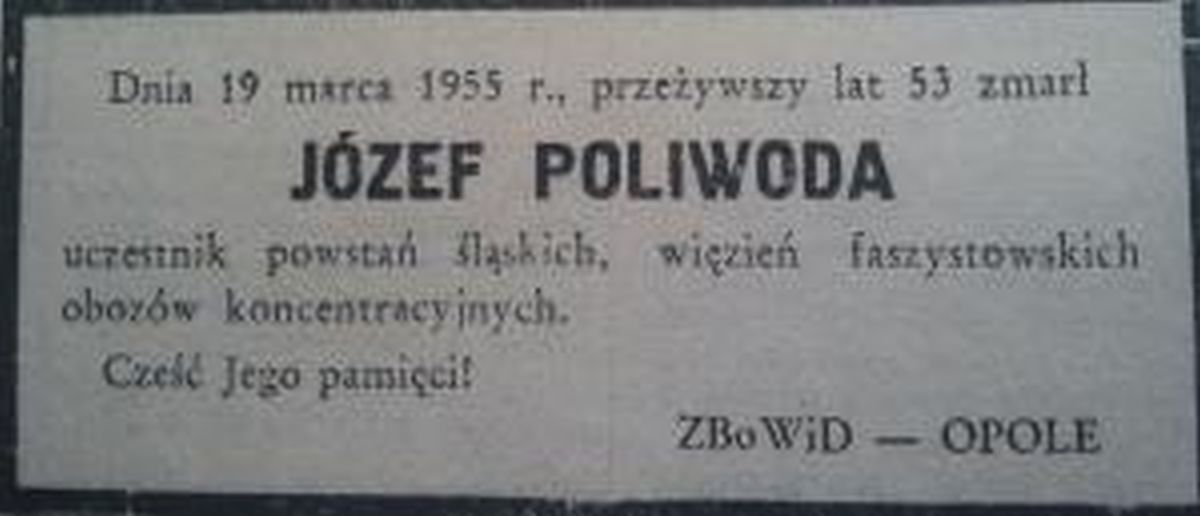 Dnia 19 marca 1955 r., przeżywszy lat 53 zmarł
JÓZEF POLIWODA
uczestnik powstań śląskich, więzień faszystowskich
obozów koncentracyjnych.
Cześć Jego pamięci!
ZBoWiD — OPOLE